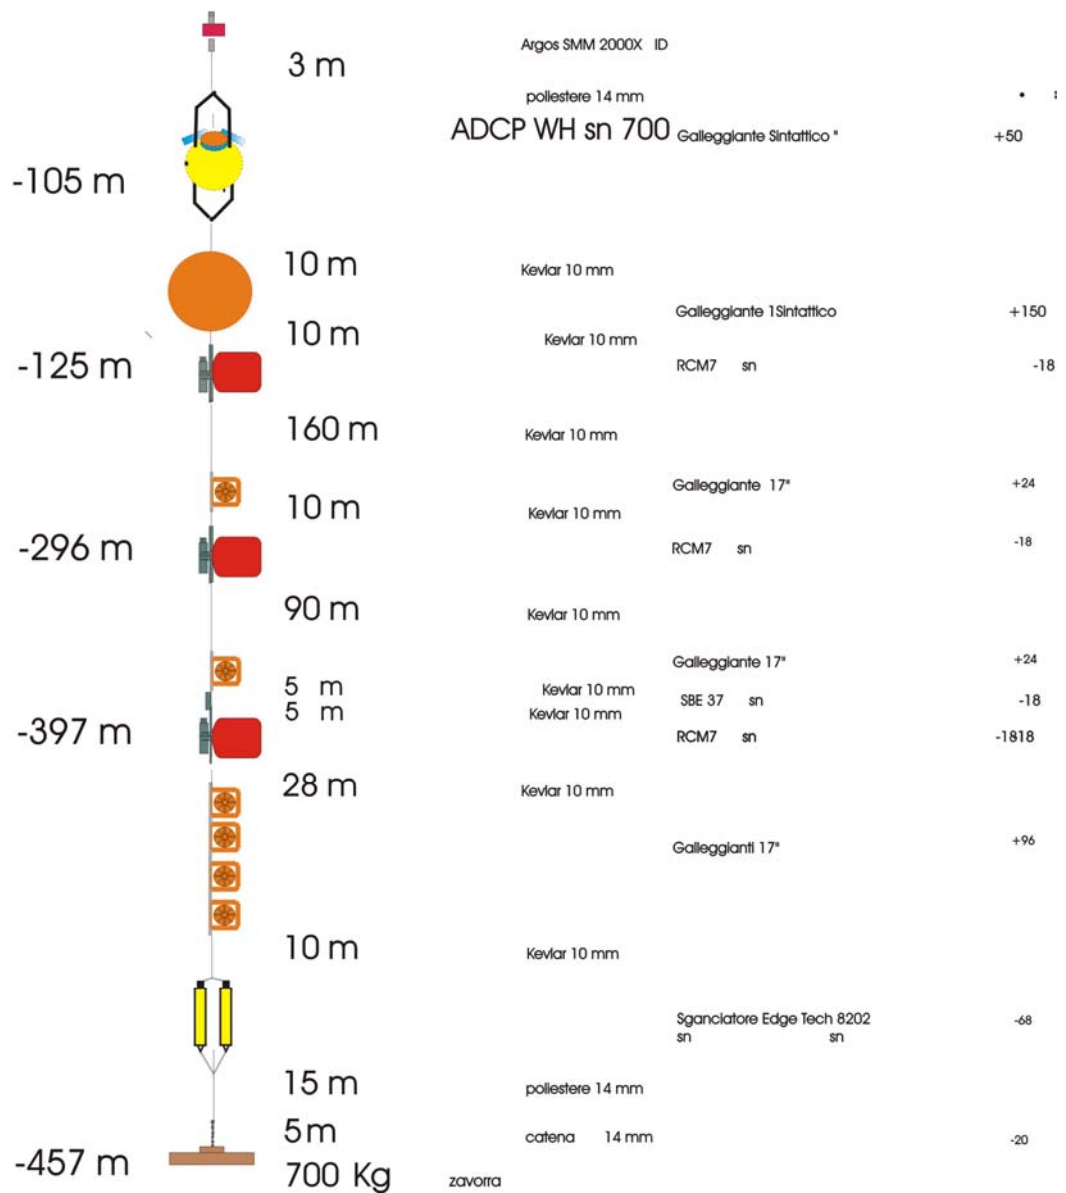 Argos SMM 2000X ID
3 m
poliestere 14 mm
ADCP WH sn 700 Galleggiante Sintattico " +50
-105 m
10 m Kevlar 10 mm
Galleggiante 1Sintattico +150
10 m Kevlar 10 mm
-125 m RCM7 sn -18
160 m Kevlar 10 mm
Galleggiante 17" +24
10 m Kevlar 10 mm
-296 m RCM7 sn -18
90 m Kevlar 10 mm
Galleggiante 17" +24
5 m Kevlar 10 mm
SBE 37 sn -18
5 m Kevlar 10 mm
-397 m RCM7 sn -1818
28 m Kevlar 10 mm
Galleggianti 17" +96
10 m Kevlar 10 mm
Sganciatore Edge Tech 8202 -68
sn sn
15 m poliestere 14 mm
5 m catena 14 mm -20
-457 m 700 Kg zavorra